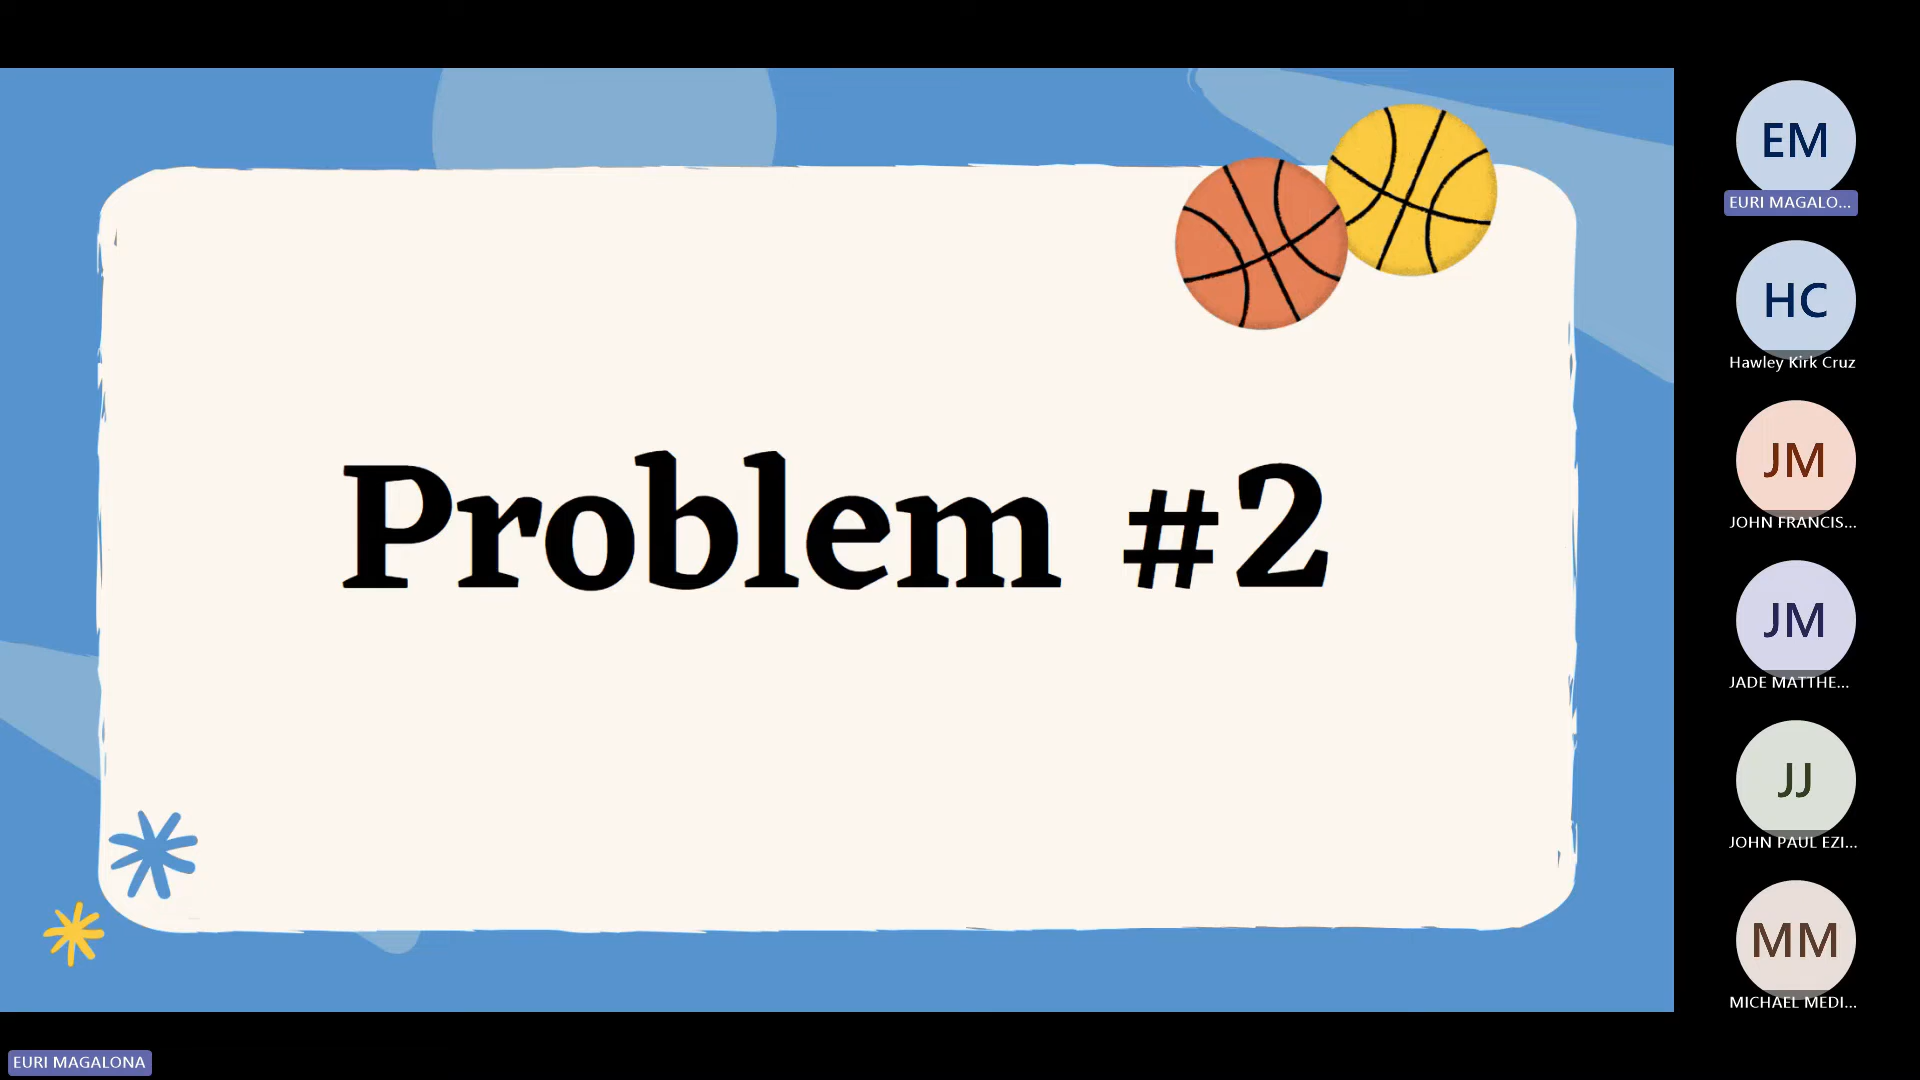 Problem #2
EM
EURI MAGALO...
HC
Hawley Kirk Cruz
JM
JOHN FRANCIS...
JM
JADE MATTHE...
JJ
JOHN PAUL EZI...
MM
MICHAEL MEDI...
EURI MAGALONA